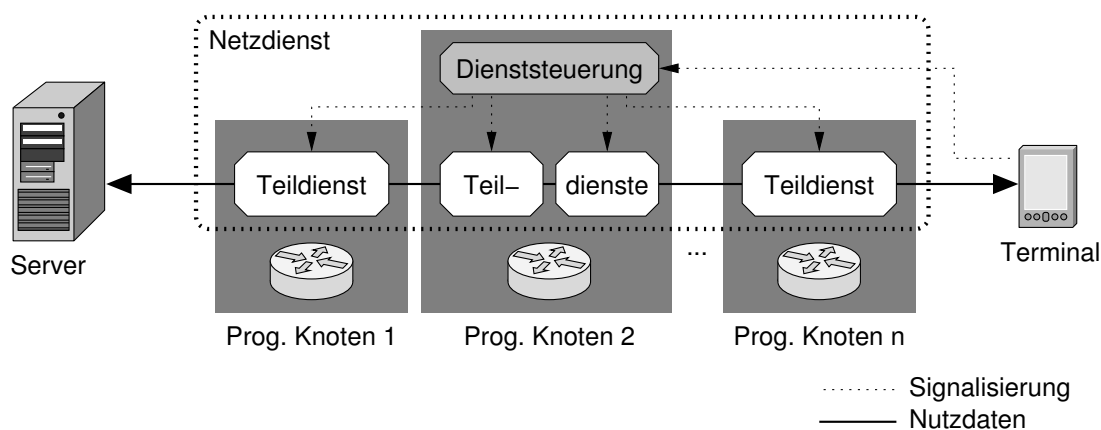 Netzdienst
Dienststeuerung
Teildienst
Teil–
dienste
Teildienst
Server
...
Terminal
Prog. Knoten 1
Prog. Knoten 2
Prog. Knoten n
Signalisierung
Nutzdaten